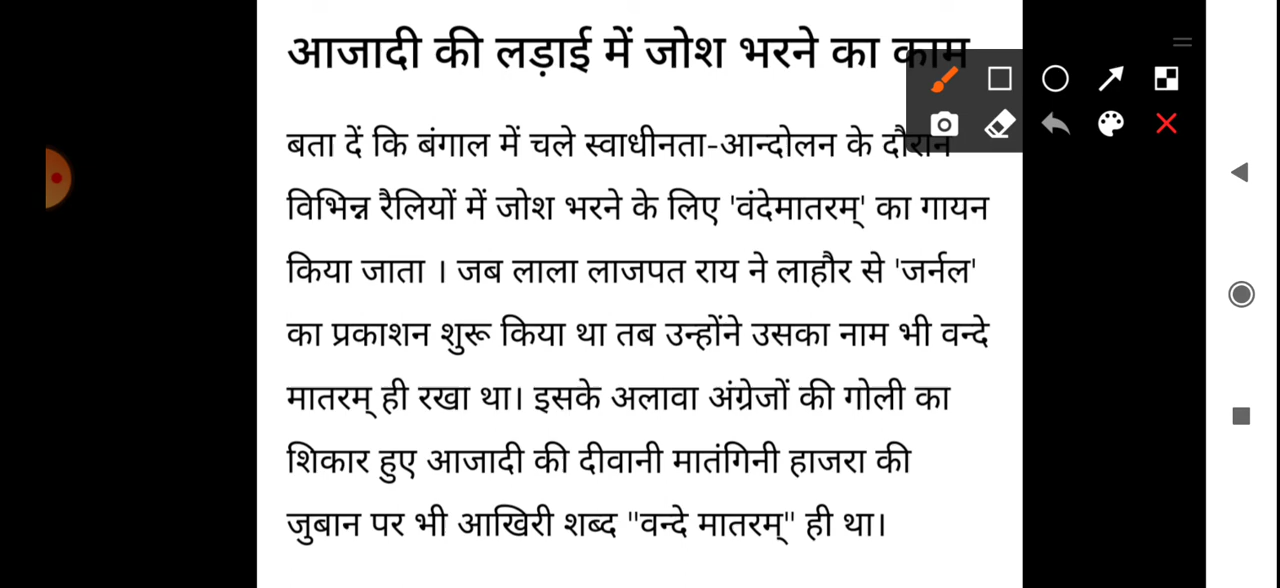 आजादी की लड़ाई में जोश भरने का काम
बता दें कि बंगाल में चले स्वाधीनता-आन्दोलन के दौरान
विभिन्न रैलियों में जोश भरने के लिए 'वंदेमातरम्' का गायन
किया जाता । जब लाला लाजपत राय ने लाहौर से 'जर्नल'
का प्रकाशन शुरू किया था तब उन्होंने उसका नाम भी वन्दे
मातरम् ही रखा था। इसके अलावा अंग्रेजों की गोली का
शिकार हुए आजादी की दीवानी मातंगिनी हाजरा की
जुबान पर भी आखिरी शब्द "वन्दे मातरम्" ही था।